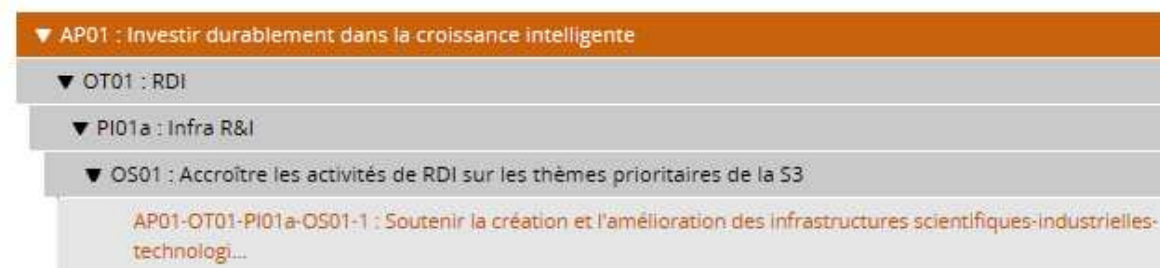 AP01 : Investir durablement dans la croissance intelligente
OT01 : RDI
PI01a : Infra R&I
OS01 : Accroître les activités de RDI sur les thèmes prioritaires de la S3
AP01-OT01-PI01a-OS01-1 : Soutenir la création et l'amélioration des infrastructures scientifiques-industrielles-
technologi...